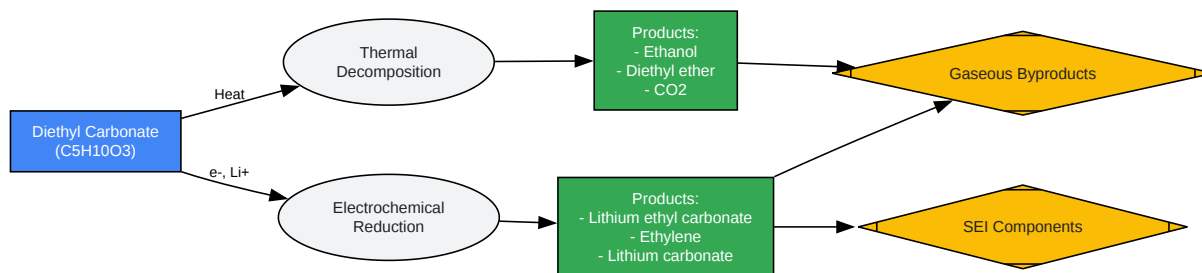 Diethyl Carbonate
(C5H10O3)
Heat
e-, Li+
Thermal
Decomposition
Electrochemical
Reduction
Products:
- Ethanol
- Diethyl ether
- CO2
Products:
- Lithium ethyl carbonate
- Ethylene
- Lithium carbonate
Gaseous Byproducts
SEI Components